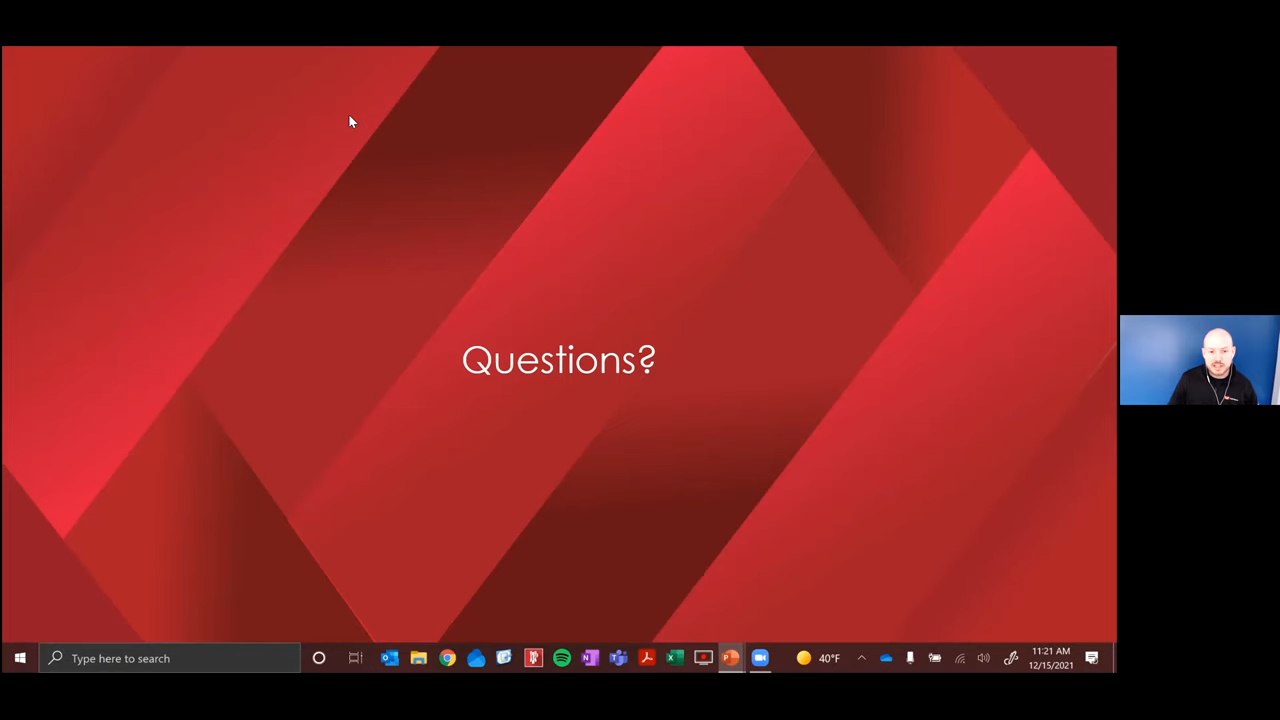 Questions?
Type here to search
40°F
11:21 AM
12/15/2021